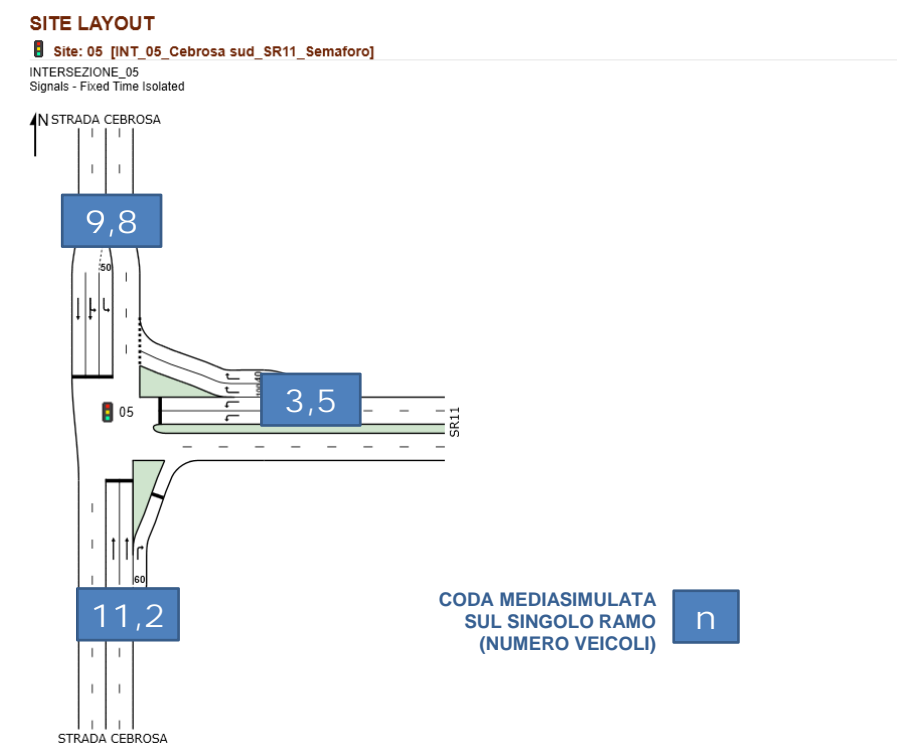 SITE LAYOUT
Site: 05 [INT_05_Cebrosa sud_SR11_Semaforo]
INTERSEZIONE_05
Signals - Fixed Time Isolated
N STRADA CEBROSA
9,8
50
3,5
SR11
05
60
11,2
CODA MEDIASIMULATA
SUL SINGOLO RAMO
(NUMERO VEICOLI)
n
STRADA CEBROSA